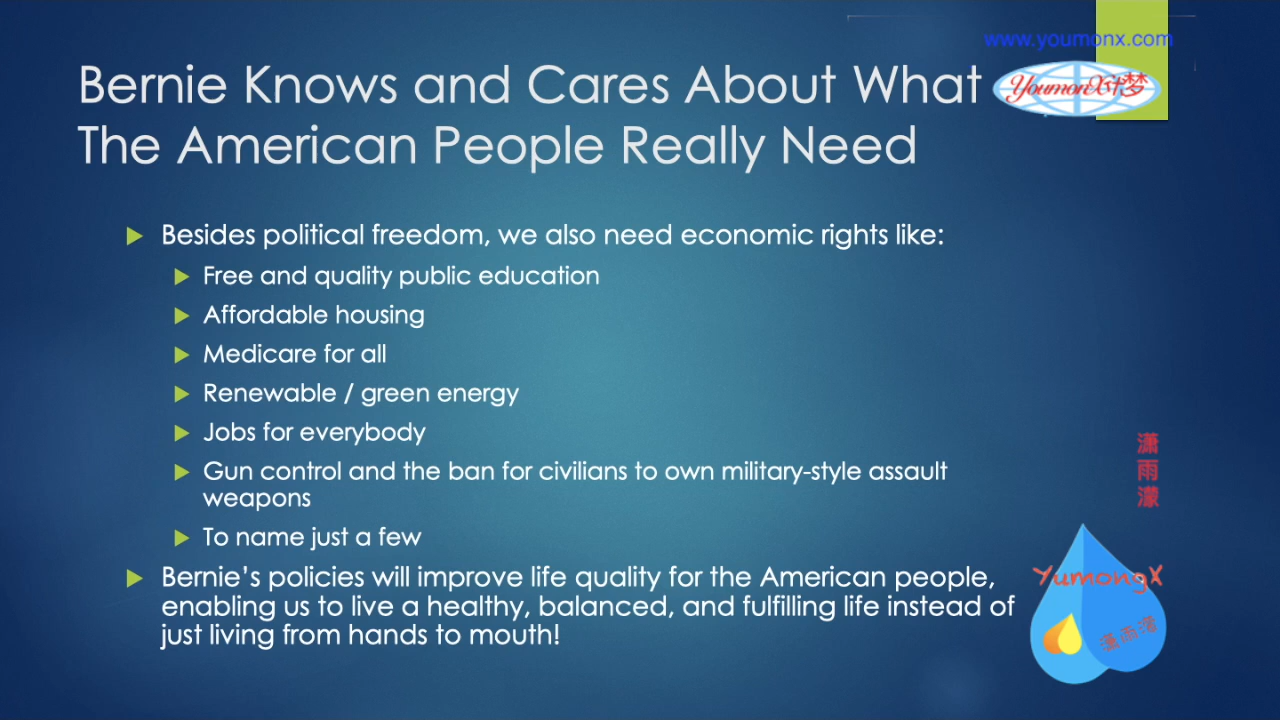 www.youmonx.com
Bernie Knows and Cares About What
The American People Really Need
Besides political freedom, we also need economic rights like:
Free and quality public education
Affordable housing
Medicare for all
Renewable / green energy
Jobs for everybody
Gun control and the ban for civilians to own military-style assault
weapons
To name just a few
Bernie's policies will improve life quality for the American people,
enabling us to live a healthy, balanced, and fulfilling life instead of
just living from hands to mouth!
潇
雨
濛
YumongX
潇雨濛